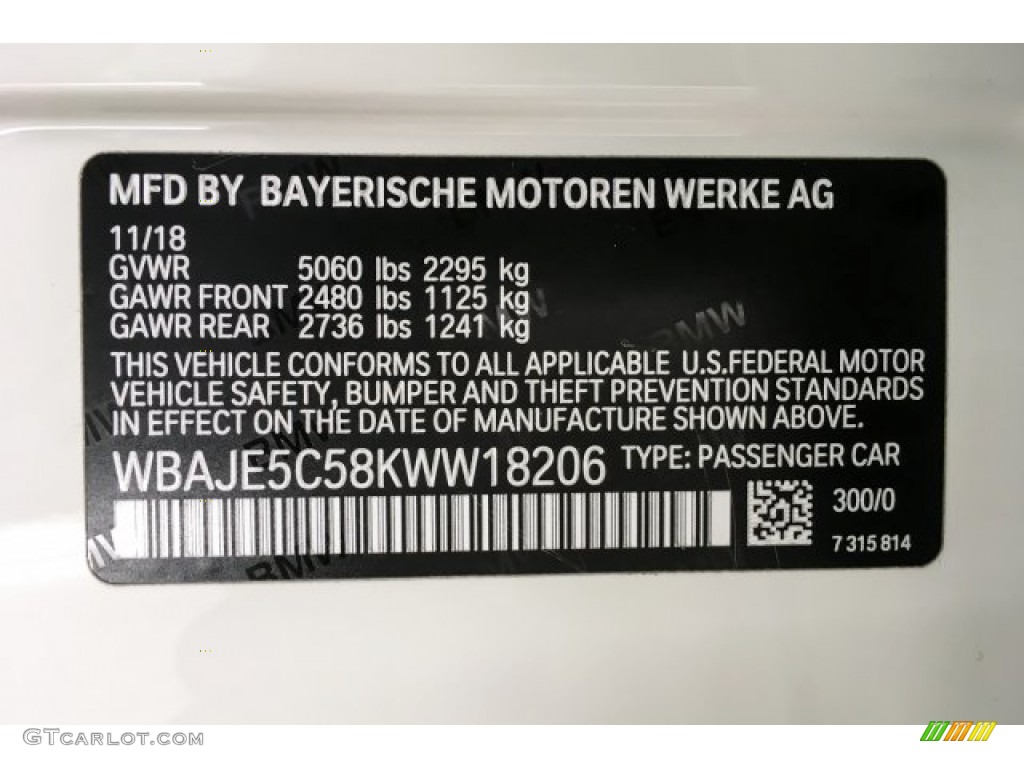 MFD BY BAYERISCHE MOTOREN WERKE AG
11/18
GVWR 5060 lbs 2295 kg
GAWR FRONT 2480 lbs 1125 kg
GAWR REAR 2736 lbs 1241 kg
THIS VEHICLE CONFORMS TO ALL APPLICABLE U.S.FEDERAL MOTOR
VEHICLE SAFETY, BUMPER AND THEFT PREVENTION STANDARDS
IN EFFECT ON THE DATE OF MANUFACTURE SHOWN ABOVE.
WBAJE5C58KWW18206 TYPE: PASSENGER CAR
300/0
7 315 814
BMW
BMW
BMW
GTCARLOT.COM